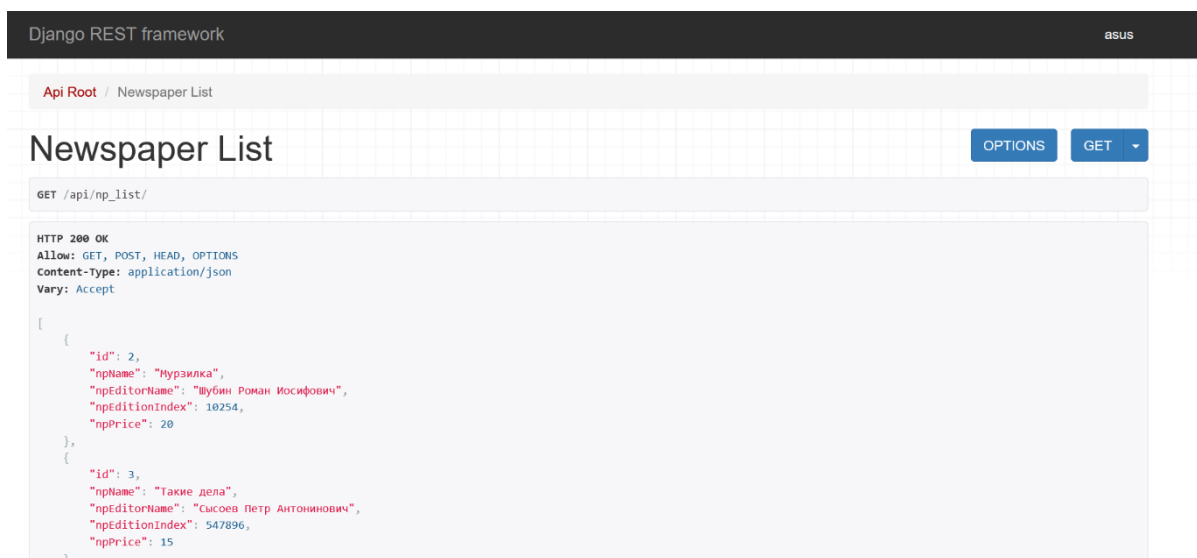 Django REST framework
asus
Api Root / Newspaper List
Newspaper List
OPTIONS
GET
GET /api/np_list/
HTTP 200 OK
Allow: GET, POST, HEAD, OPTIONS
Content-Type: application/json
Vary: Accept
[
{
"id": 2,
"npName": "Мурзилка",
"npEditorName": "Шубин Роман Иосифович",
"npEditionIndex": 10254,
"npPrice": 20
},
{
"id": 3,
"npName": "Такие дела",
"npEditorName": "Сысоев Петр Антонинович",
"npEditionIndex": 547896,
"npPrice": 15
}